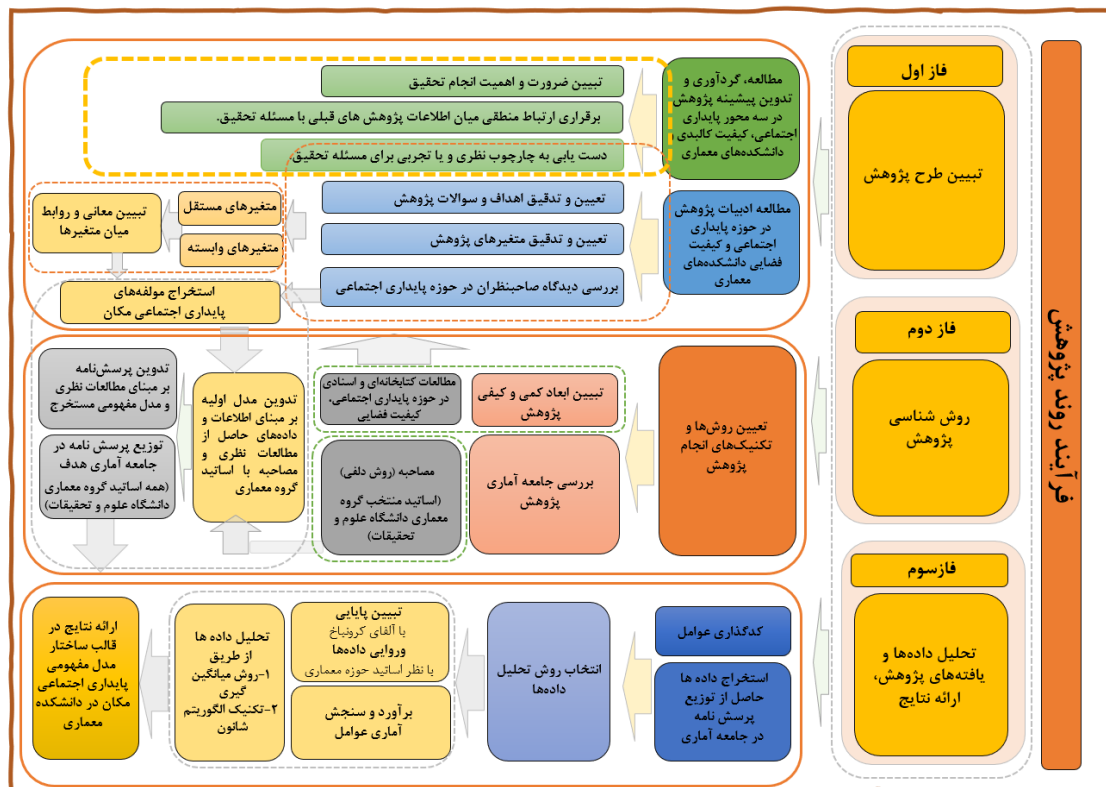 فرآیند روند پژوهش
فاز اول
تبیین طرح پژوهش
مطالعه، گردآوری و
تدوین پیشینه پژوهش
در سه محور پایداری
اجتماعی، کیفیت کالبدی و
دانشکده‌های معماری
تبیین ضرورت و اهمیت انجام تحقیق
برقراری ارتباط منطقی میان اطلاعات پژوهش های قبلی با مسئله تحقیق.
دست یابی به چارچوب نظری و یا تجربی برای مسئله تحقیق.
مطالعه ادبیات پژوهش
در حوزه پایداری
اجتماعی و کیفیت
فضایی دانشکده‌های
معماری
تعیین و تدقیق اهداف و سوالات پژوهش
تعیین و تدقیق متغیرهای پژوهش
بررسی دیدگاه صاحبنظران در حوزه پایداری اجتماعی
متغیرهای مستقل
متغیرهای وابسته
تبیین معانی و روابط
میان متغیرها
استخراج مولفه‌های
پایداری اجتماعی مکان
فاز دوم
روش شناسی
پژوهش
تعیین روش‌ها و
تکنیک‌های انجام
پژوهش
تبیین ابعاد کمی و کیفی
پژوهش
مطالعات کتابخانه‌ای و اسنادی
در حوزه پایداری اجتماعی،
کیفیت فضایی
بررسی جامعه آماری
پژوهش
مصاحبه (روش دلفی)
(اساتید منتخب گروه
معماری دانشگاه علوم و
تحقیقات)
تدوین مدل اولیه
بر مبنای اطلاعات و
داده‌های حاصل از
مطالعات نظری و
مصاحبه با اساتید
گروه معماری
تدوین پرسش‌نامه
بر مبنای مطالعات نظری
و مدل مفهومی مستخرج
توزیع پرسش نامه در
جامعه آماری هدف
(همه اساتید گروه معماری
دانشگاه علوم و تحقیقات)
فازسوم
تحلیل داده‌ها و
یافته‌های پژوهش،
ارائه نتایج
کدگذاری عوامل
استخراج داده ها
حاصل از توزیع
پرسش نامه
در جامعه آماری
انتخاب روش تحلیل
داده‌ها
تبیین پایایی
با آلفای کرونباخ
وروایی داده‌ها
با نظر اساتید حوزه معماری
برآورد و سنجش
آماری عوامل
تحلیل داده ها
از طریق
۱-روش میانگین
گیری
۲-تکنیک الگوریتم
شانون
ارائه نتایج در
قالب ساختار
مدل مفهومی
پایداری اجتماعی
مکان در دانشکده
معماری